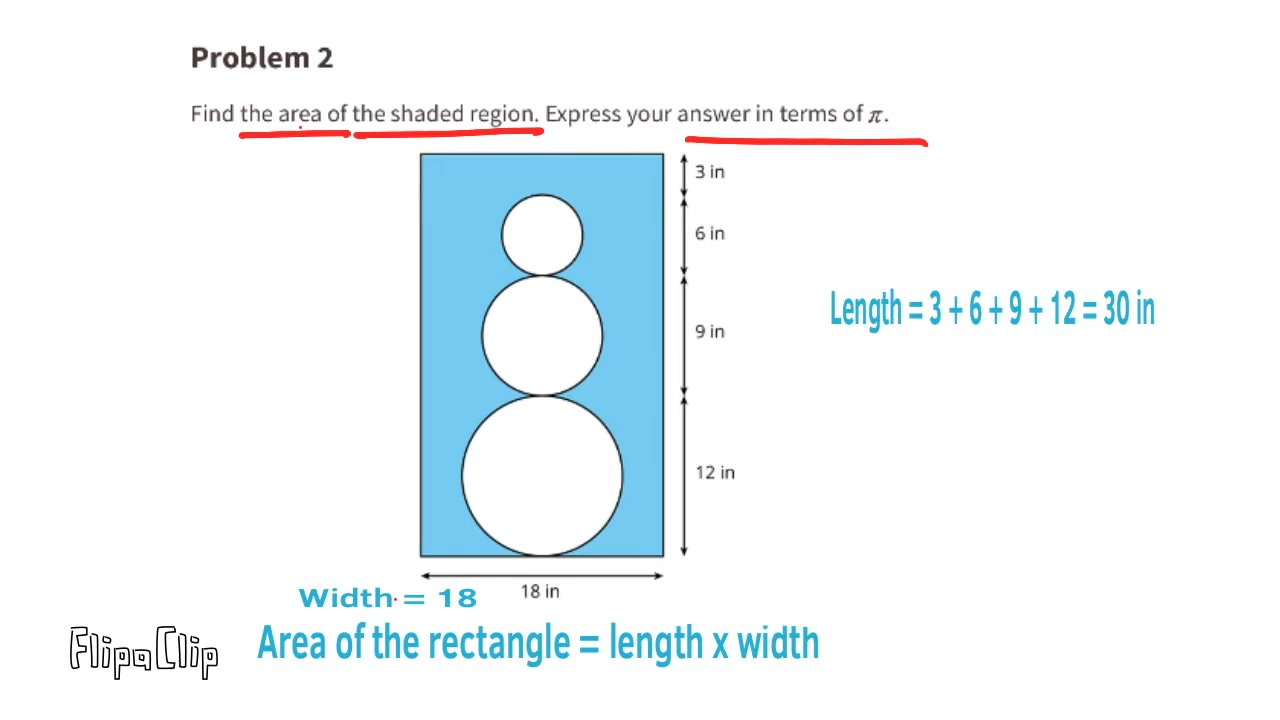 Problem 2
Find the area of the shaded region. Express your answer in terms of π.
3 in
6 in
Length = 3 + 6 + 9 + 12 = 30 in
9 in
12 in
18 in
Width = 18
Area of the rectangle = length x width
FlipaClip